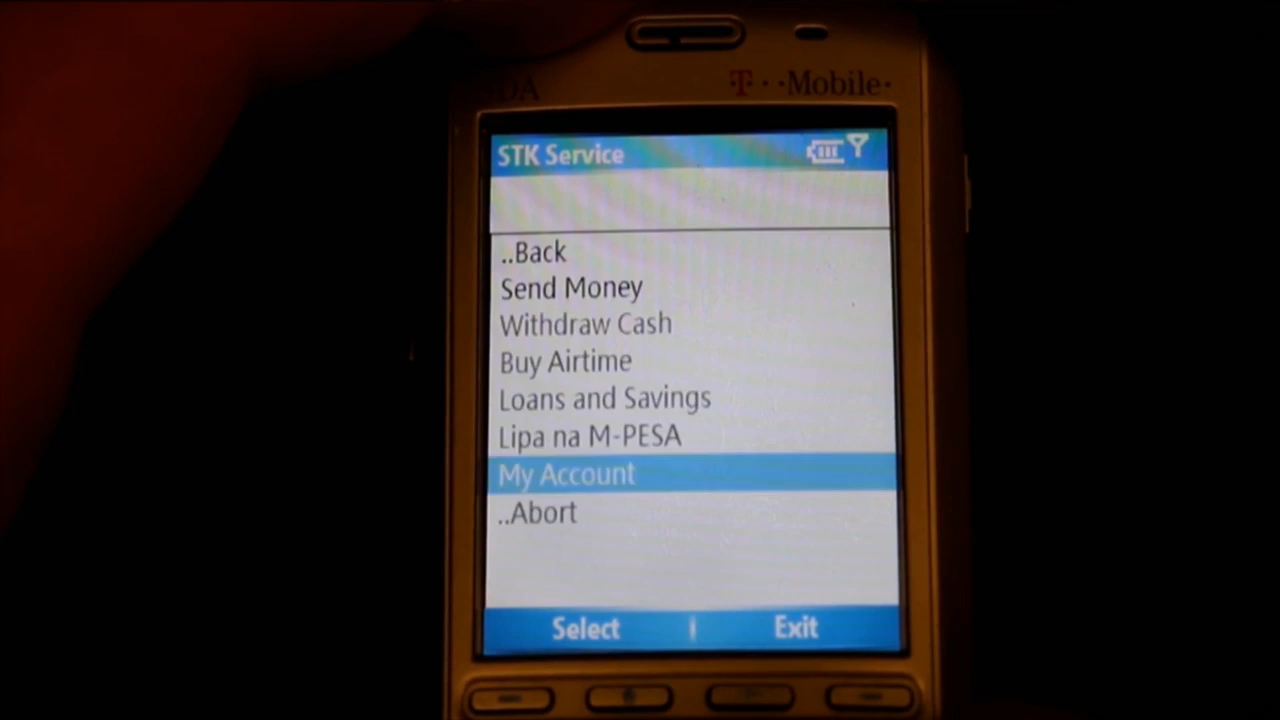 DA
T··Mobile·
STK Service
..Back
Send Money
Withdraw Cash
Buy Airtime
Loans and Savings
Lipa na M-PESA
My Account
..Abort
Select
Exit